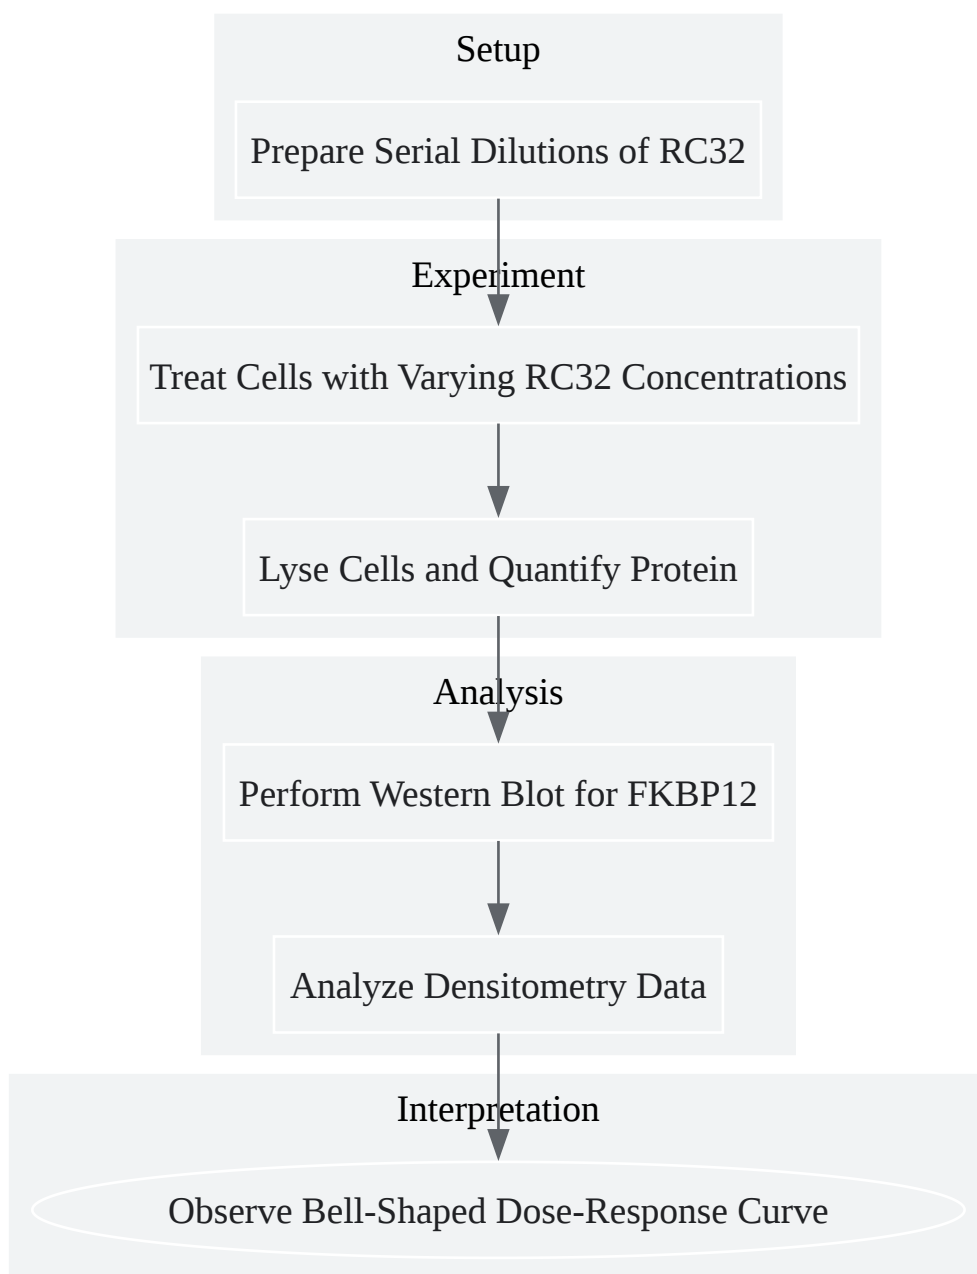 Setup
Prepare Serial Dilutions of RC32
Experiment
Treat Cells with Varying RC32 Concentrations
Lyse Cells and Quantify Protein
Analysis
Perform Western Blot for FKBP12
Analyze Densitometry Data
Interpretation
Observe Bell-Shaped Dose-Response Curve